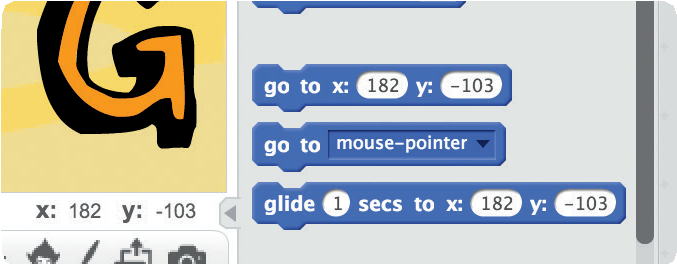 G
x: 182 y: -103
go to x: 182 y: -103
go to mouse-pointer
glide 1 secs to x: 182 y: -103